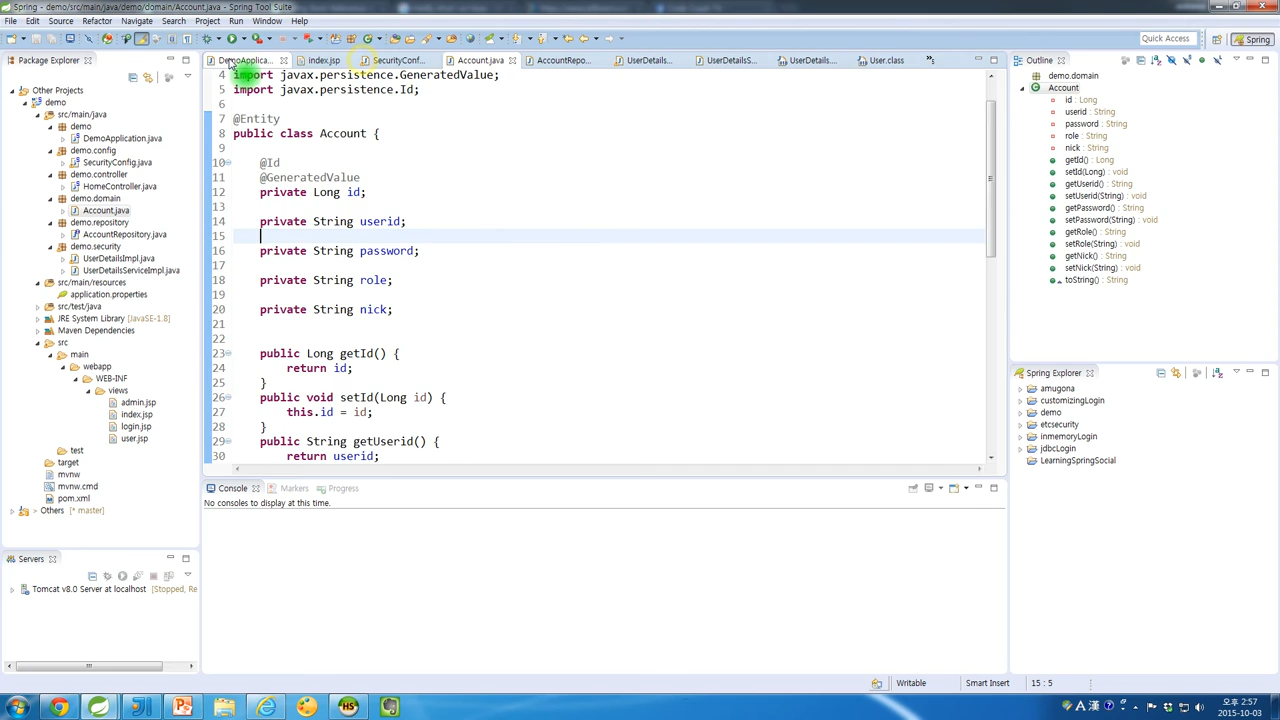 Spring - demo/src/main/java/demo/domain/Account.java - Spring Tool Suite
File Edit Source Refactor Navigate Search Project Run Window Help
Quick Access
Spring
Package Explorer
Other Projects
demo
src/main/java
demo
DemoApplication.java
demo.config
SecurityConfig.java
demo.controller
HomeController.java
demo.domain
Account.java
demo.repository
AccountRepository.java
demo.security
UserDetailsImpl.java
UserDetailsServiceImpl.java
src/main/resources
application.properties
src/test/java
JRE System Library [JavaSE-1.8]
Maven Dependencies
src
main
webapp
WEB-INF
views
admin.jsp
index.jsp
login.jsp
user.jsp
test
target
mvnw
mvnw.cmd
pom.xml
> Others [* master]
Servers
Tomcat v8.0 Server at localhost [Stopped, Re
DemoApplica... index.jsp SecurityConf... Account.java AccountRepo... UserDetails... UserDetailsS... UserDetails.... User.class
4 import javax.persistence.GeneratedValue;
5 import javax.persistence.Id;
6
7 @Entity
8 public class Account {
9
10 @Id
11 @GeneratedValue
12 private Long id;
13
14 private String userid;
15
16 private String password;
17
18 private String role;
19
20 private String nick;
21
22
23 public Long getId() {
24 return id;
25 }
26 public void setId(Long id) {
27 this.id = id;
28 }
29 public String getUserid() {
30 return userid;
Console Markers Progress
No consoles to display at this time.
Outline
demo.domain
Account
id : Long
userid : String
password : String
role : String
nick : String
getId() : Long
setId(Long) : void
getUserid() : String
setUserid(String) : void
getPassword() : String
setPassword(String) : void
getRole() : String
setRole(String) : void
getNick() : String
setNick(String) : void
toString() : String
Spring Explorer
amugona
customizingLogin
demo
etcsecurity
inmemoryLogin
jdbcLogin
LearningSpringSocial
Writable Smart Insert 15 : 5
A 漢
오후 2:57
2015-10-03